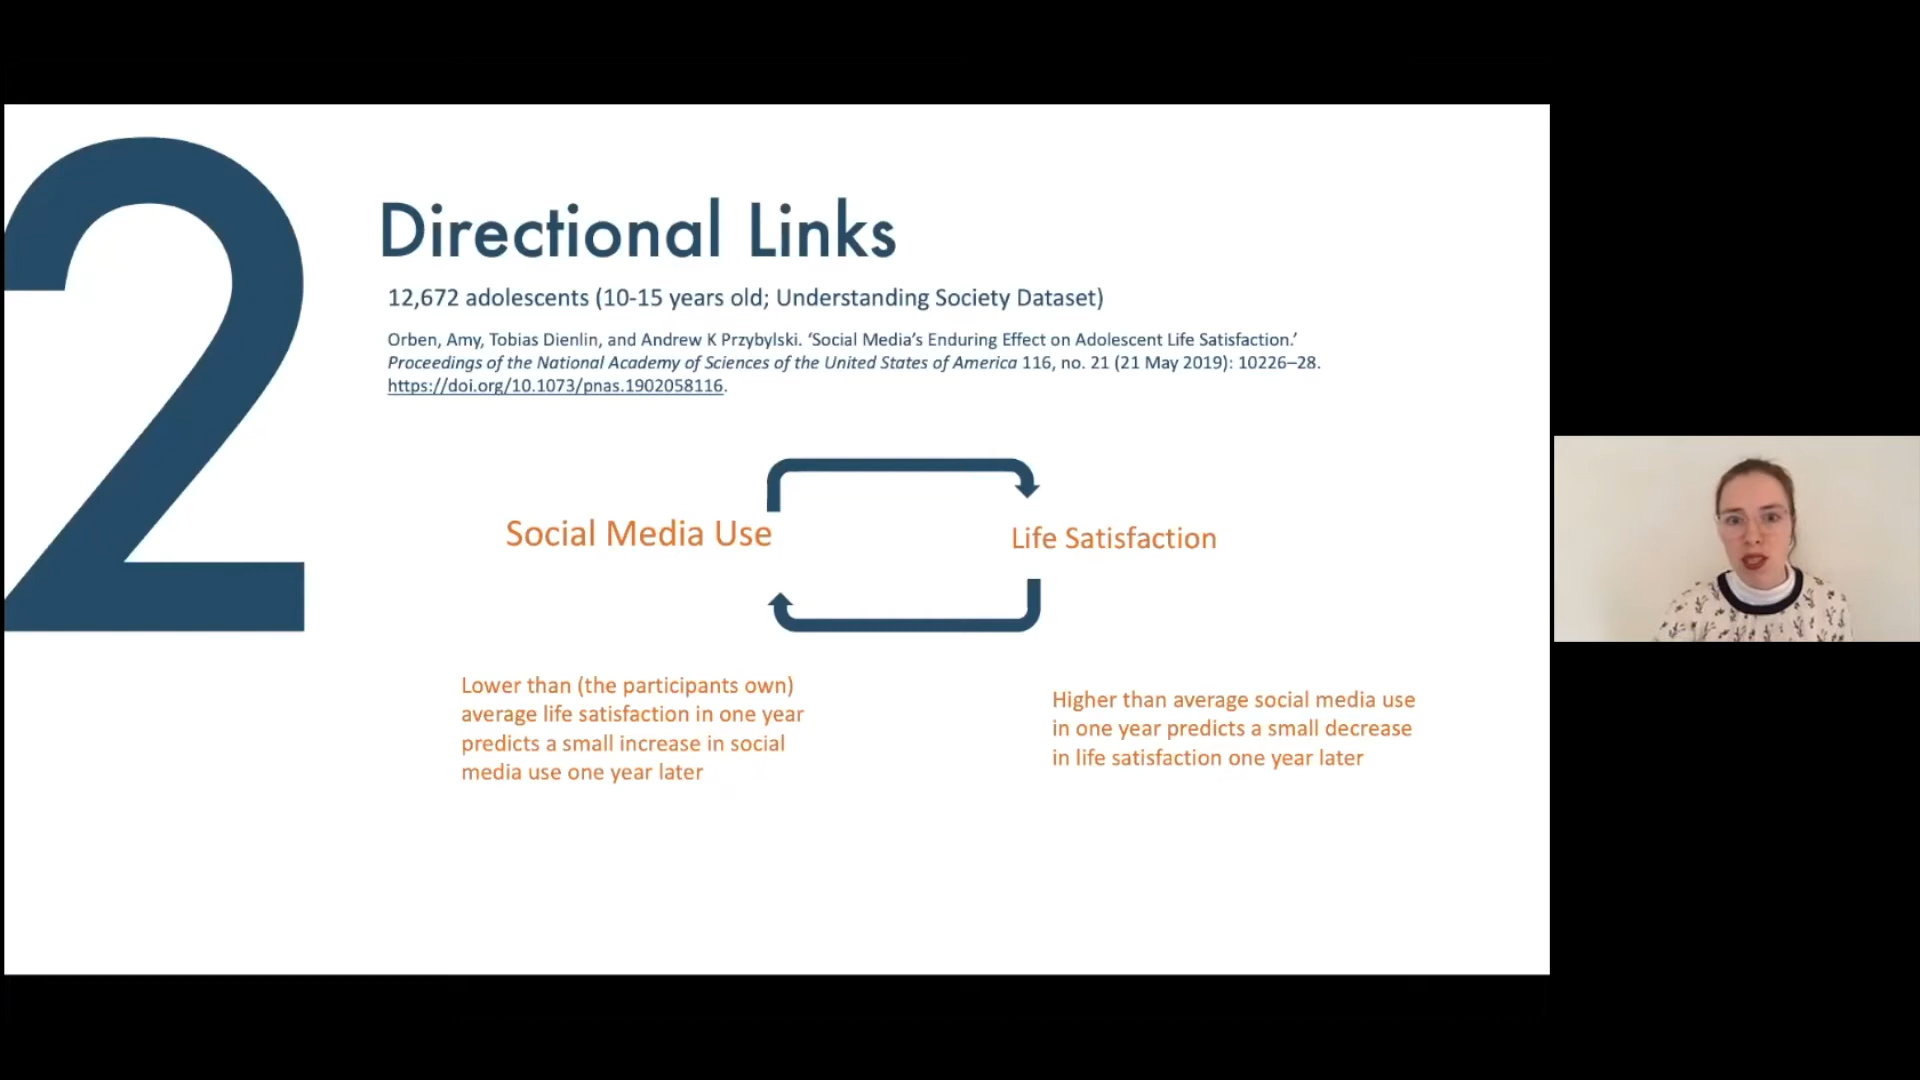 2
Directional Links
12,672 adolescents (10-15 years old; Understanding Society Dataset)
Orben, Amy, Tobias Dienlin, and Andrew K Przybylski. ‘Social Media’s Enduring Effect on Adolescent Life Satisfaction.’
Proceedings of the National Academy of Sciences of the United States of America 116, no. 21 (21 May 2019): 10226–28.
https://doi.org/10.1073/pnas.1902058116.
Social Media Use
Life Satisfaction
Lower than (the participants own)
average life satisfaction in one year
predicts a small increase in social
media use one year later
Higher than average social media use
in one year predicts a small decrease
in life satisfaction one year later